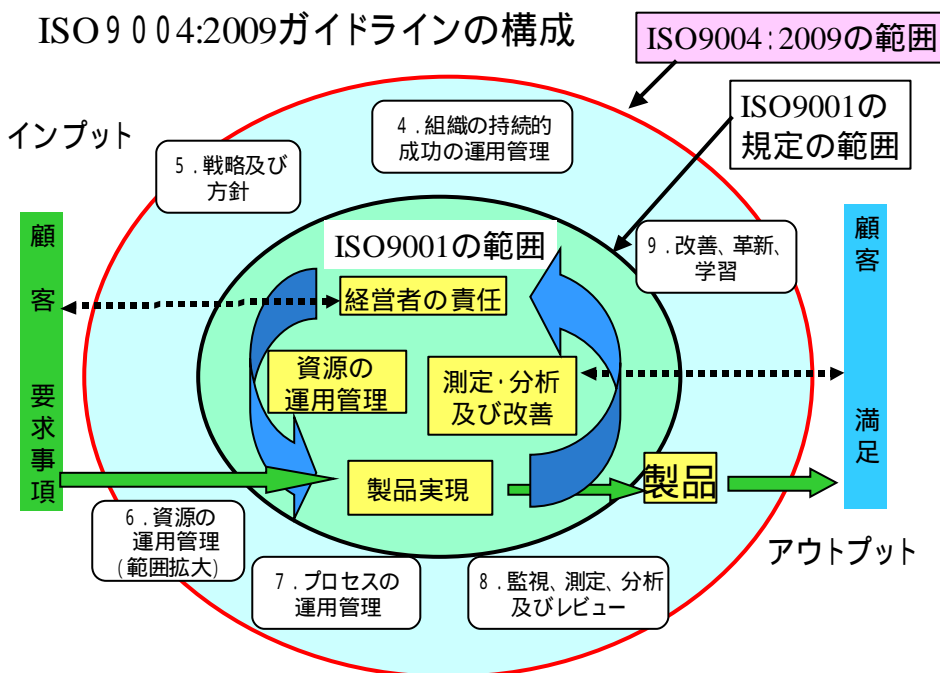 ISO９００4:2009ガイドラインの構成
ISO9004:2009の範囲
ISO9001の
規定の範囲
インプット
４．組織の持続的
成功の運用管理
５．戦略及び
方針
ISO9001の範囲
９．改善、革新、
学習
顧客
要求事項
経営者の責任
資源の
運用管理
測定・分析
及び改善
製品実現
製品
顧客
満足
６．資源の
運用管理
(範囲拡大)
７．プロセスの
運用管理
８．監視、測定、分析
及びレビュー
アウトプット